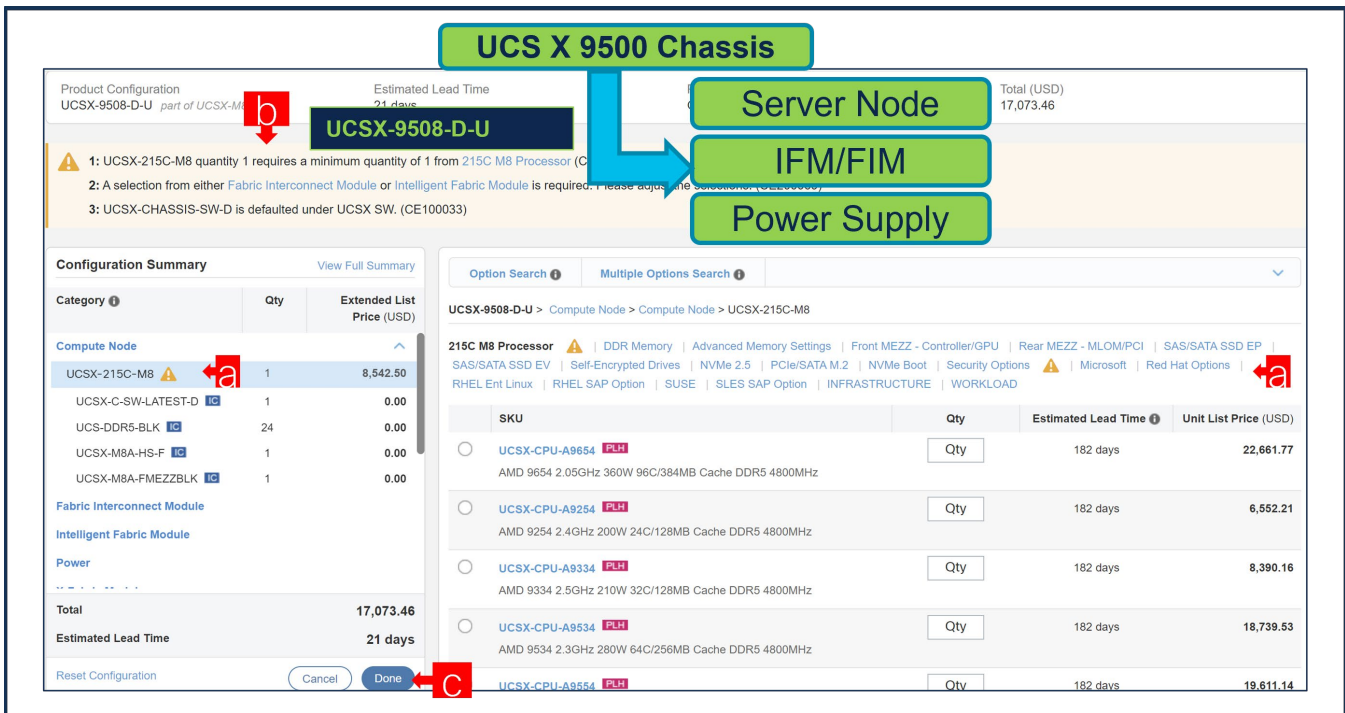 UCS X 9500 Chassis
Product Configuration
UCSX-9508-D-U part of UCSX-M8
Estimated Lead Time
21 days
Total (USD)
17,073.46
b
UCSX-9508-D-U
Server Node
IFM/FIM
Power Supply
1: UCSX-215C-M8 quantity 1 requires a minimum quantity of 1 from 215C M8 Processor (C
2: A selection from either Fabric Interconnect Module or Intelligent Fabric Module is required. Please adjust the selections.
3: UCSX-CHASSIS-SW-D is defaulted under UCSX SW. (CE100033)
Configuration Summary View Full Summary
Category Qty Extended List
Price (USD)
Compute Node
UCSX-215C-M8 a 1 8,542.50
UCSX-C-SW-LATEST-D IC 1 0.00
UCS-DDR5-BLK IC 24 0.00
UCSX-M8A-HS-F IC 1 0.00
UCSX-M8A-FMEZZBLK IC 1 0.00
Fabric Interconnect Module
Intelligent Fabric Module
Power
Total 17,073.46
Estimated Lead Time 21 days
Reset Configuration Cancel Done C
Option Search Multiple Options Search
UCSX-9508-D-U > Compute Node > Compute Node > UCSX-215C-M8
215C M8 Processor | DDR Memory | Advanced Memory Settings | Front MEZZ - Controller/GPU | Rear MEZZ - MLOM/PCI | SAS/SATA SSD EP |
SAS/SATA SSD EV | Self-Encrypted Drives | NVMe 2.5 | PCIe/SATA M.2 | NVMe Boot | Security Options | Microsoft | Red Hat Options | a
RHEL Ent Linux | RHEL SAP Option | SUSE | SLES SAP Option | INFRASTRUCTURE | WORKLOAD
SKU Qty Estimated Lead Time Unit List Price (USD)
UCSX-CPU-A9654 PLH Qty 182 days 22,661.77
AMD 9654 2.05GHz 360W 96C/384MB Cache DDR5 4800MHz
UCSX-CPU-A9254 PLH Qty 182 days 6,552.21
AMD 9254 2.4GHz 200W 24C/128MB Cache DDR5 4800MHz
UCSX-CPU-A9334 PLH Qty 182 days 8,390.16
AMD 9334 2.5GHz 210W 32C/128MB Cache DDR5 4800MHz
UCSX-CPU-A9534 PLH Qty 182 days 18,739.53
AMD 9534 2.3GHz 280W 64C/256MB Cache DDR5 4800MHz
UCSX-CPU-A9554 PLH Qty 182 days 19,611.14